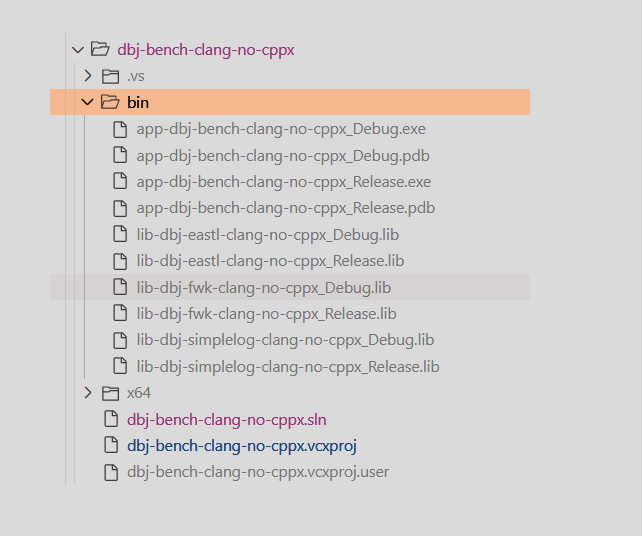 dbj-bench-clang-no-cppx
.vs
bin
app-dbj-bench-clang-no-cppx_Debug.exe
app-dbj-bench-clang-no-cppx_Debug.pdb
app-dbj-bench-clang-no-cppx_Release.exe
app-dbj-bench-clang-no-cppx_Release.pdb
lib-dbj-eastl-clang-no-cppx_Debug.lib
lib-dbj-eastl-clang-no-cppx_Release.lib
lib-dbj-fwk-clang-no-cppx_Debug.lib
lib-dbj-fwk-clang-no-cppx_Release.lib
lib-dbj-simplelog-clang-no-cppx_Debug.lib
lib-dbj-simplelog-clang-no-cppx_Release.lib
x64
dbj-bench-clang-no-cppx.sln
dbj-bench-clang-no-cppx.vcxproj
dbj-bench-clang-no-cppx.vcxproj.user